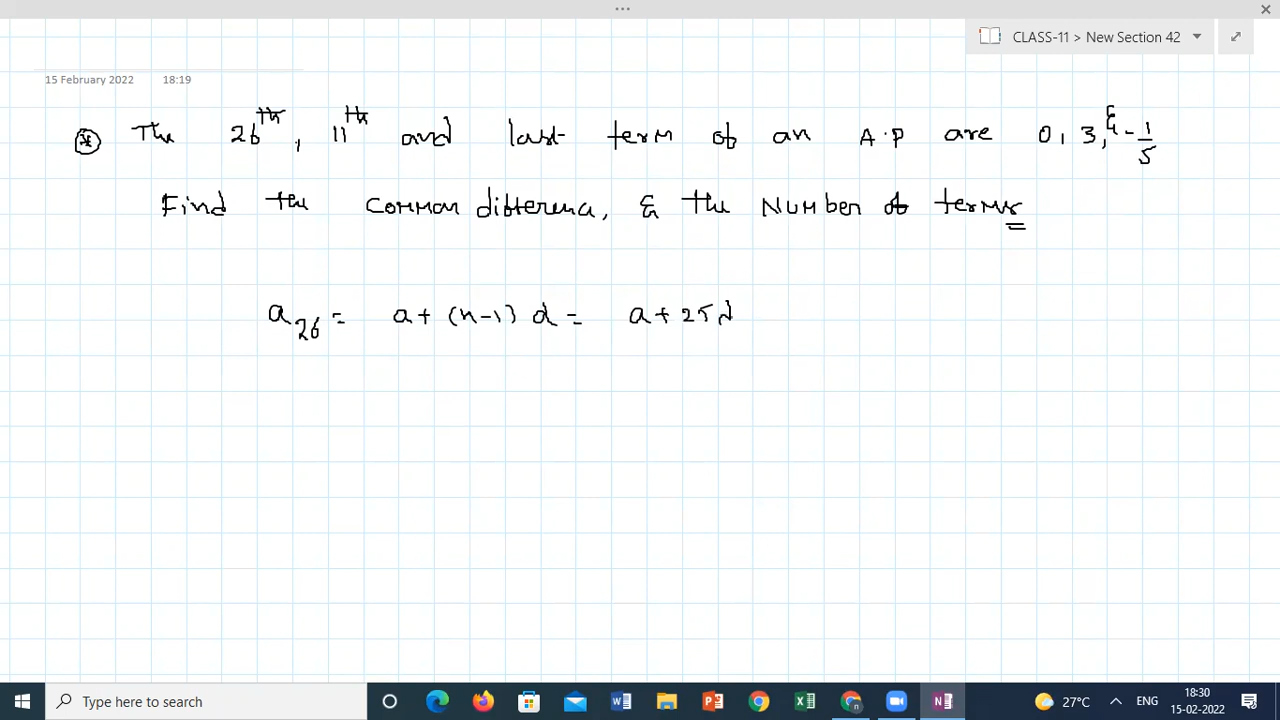 ...
CLASS-11 > New Section 42
15 February 2022 18:19
The 26th, 11th and last term of an A.P are 0, 3, & -1/5
Find the common difference, & the Number of terms
a26 = a + (n-1) d = a + 25d
Type here to search
27°C ENG 18:30
15-02-2022